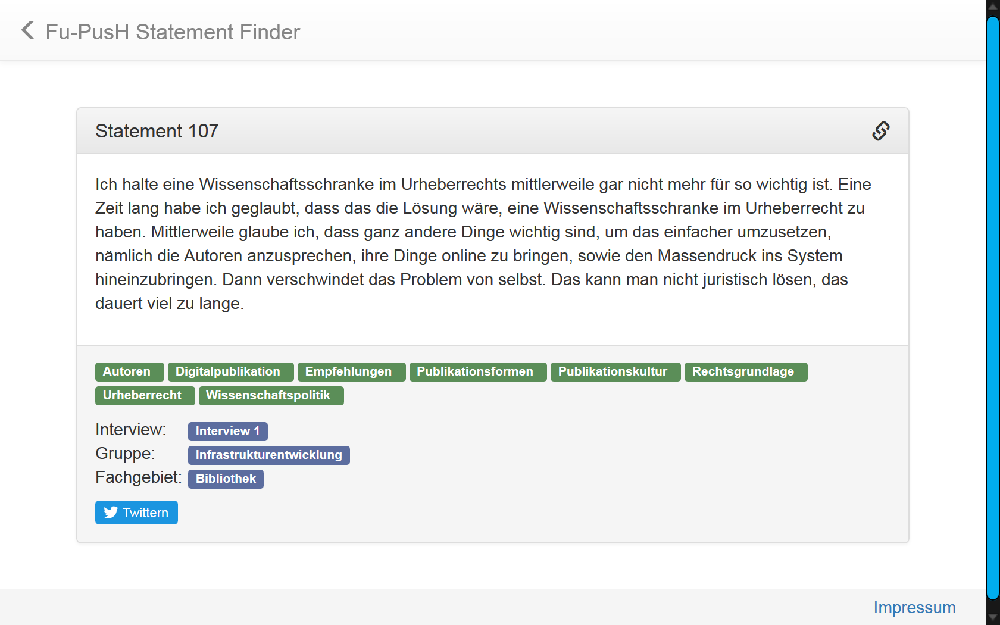 Fu-PusH Statement Finder
Statement 107
Ich halte eine Wissenschaftsschranke im Urheberrechts mittlerweile gar nicht mehr für so wichtig ist. Eine
Zeit lang habe ich geglaubt, dass das die Lösung wäre, eine Wissenschaftsschranke im Urheberrecht zu
haben. Mittlerweile glaube ich, dass ganz andere Dinge wichtig sind, um das einfacher umzusetzen,
nämlich die Autoren anzusprechen, ihre Dinge online zu bringen, sowie den Massendruck ins System
hineinzubringen. Dann verschwindet das Problem von selbst. Das kann man nicht juristisch lösen, das
dauert viel zu lange.
Autoren Digitalpublikation Empfehlungen Publikationsformen Publikationskultur Rechtsgrundlage
Urheberrecht Wissenschaftspolitik
Interview: Interview 1
Gruppe: Infrastrukturentwicklung
Fachgebiet: Bibliothek
Twittern
Impressum